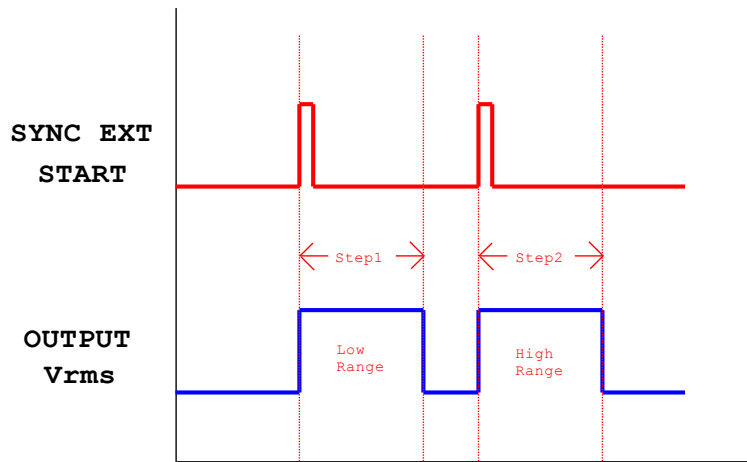 SYNC EXT
START
Step1
Step2
OUTPUT
Vrms
Low
Range
High
Range